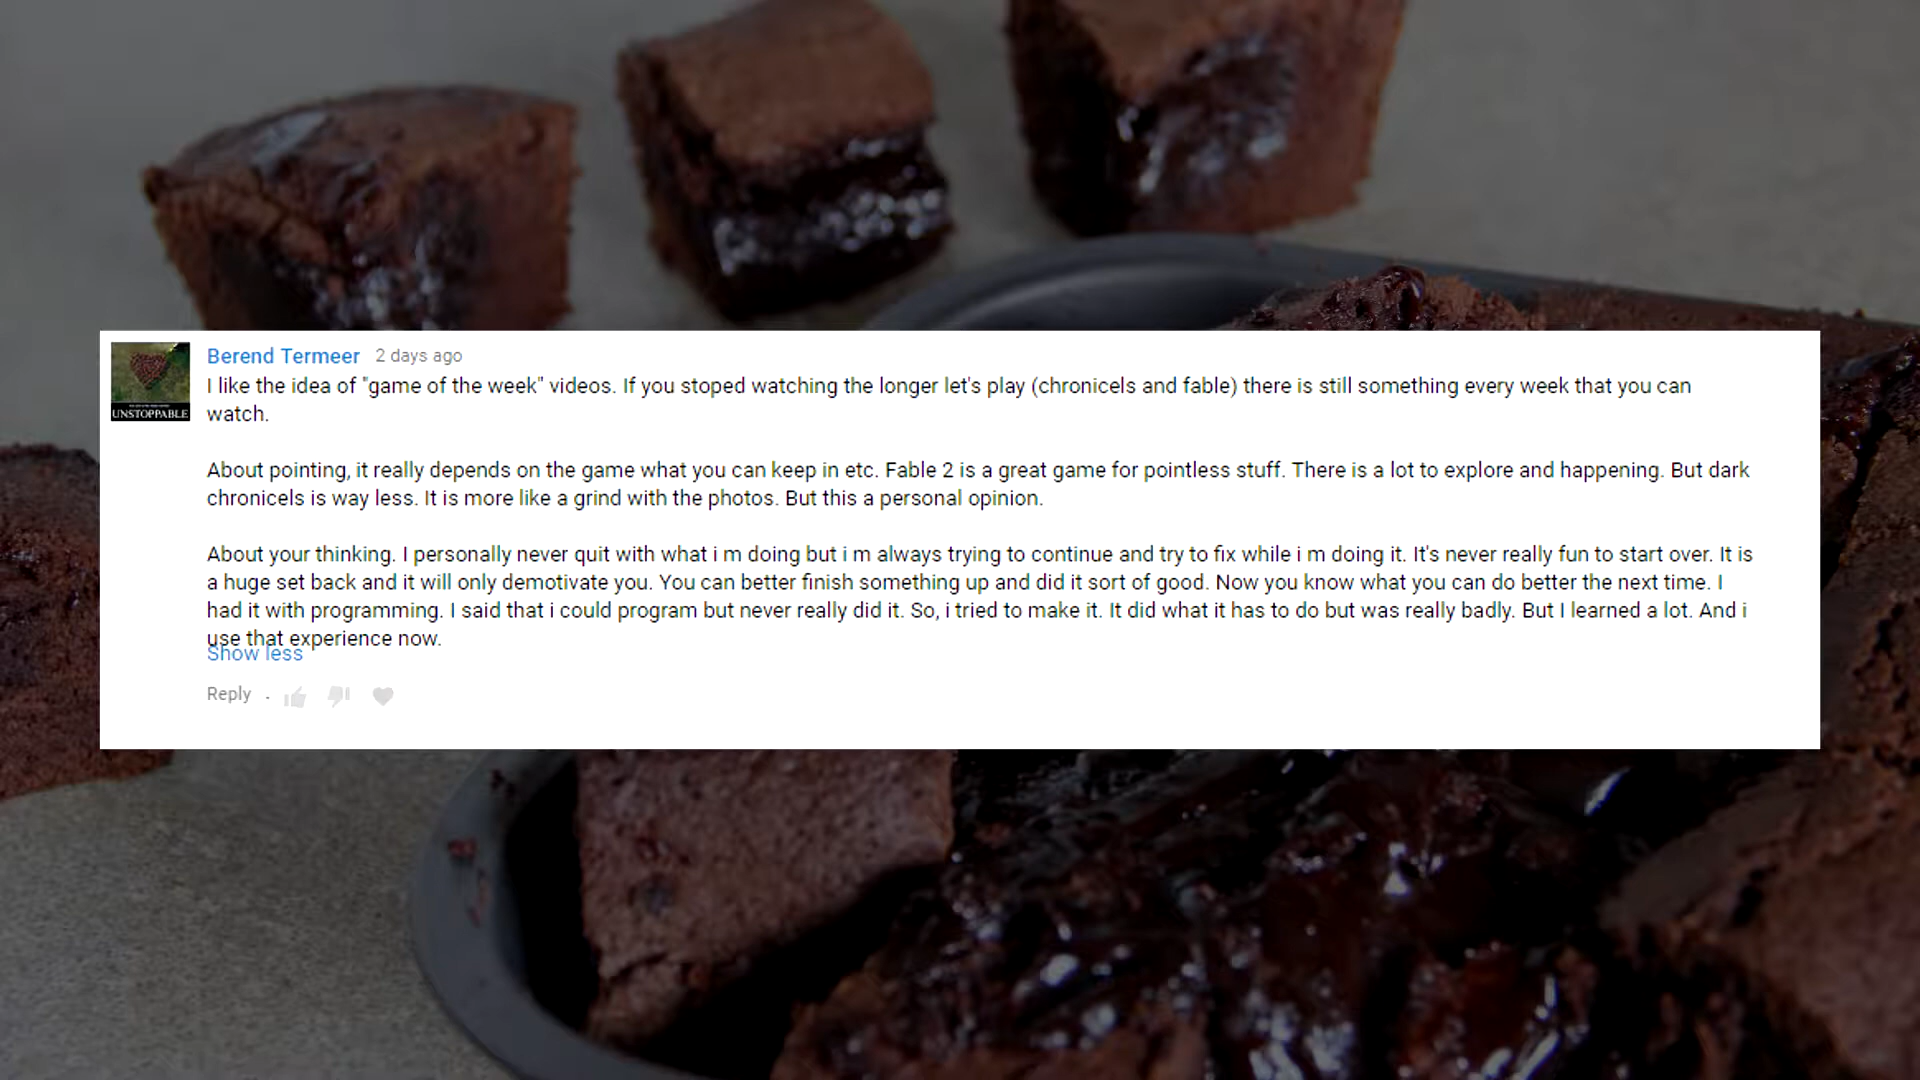 Berend Termeer 2 days ago
I like the idea of "game of the week" videos. If you stoped watching the longer let's play (chronicels and fable) there is still something every week that you can
watch.
About pointing, it really depends on the game what you can keep in etc. Fable 2 is a great game for pointless stuff. There is a lot to explore and happening. But dark
chronicels is way less. It is more like a grind with the photos. But this a personal opinion.
About your thinking. I personally never quit with what i m doing but i m always trying to continue and try to fix while i m doing it. It's never really fun to start over. It is
a huge set back and it will only demotivate you. You can better finish something up and did it sort of good. Now you know what you can do better the next time. I
had it with programming. I said that i could program but never really did it. So, i tried to make it. It did what it has to do but was really badly. But I learned a lot. And i
use that experience now.
Show less
Reply .
UNSTOPPABLE